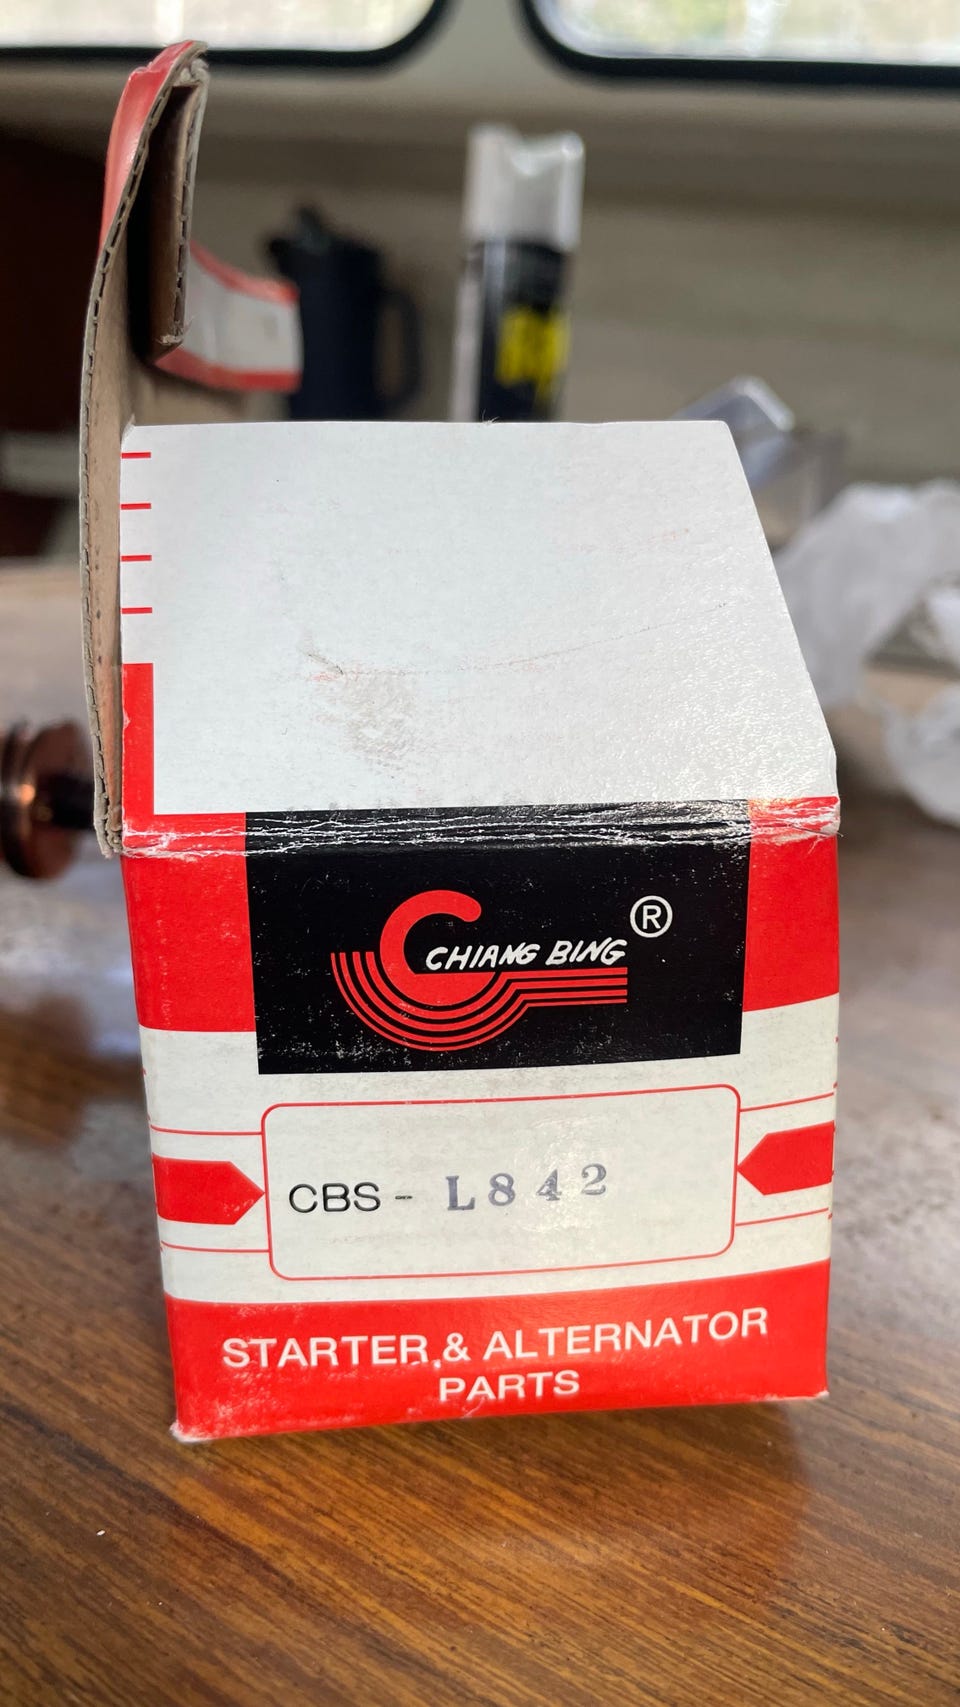 CHIANG BING ®
CBS - L842
STARTER & ALTERNATOR
PARTS